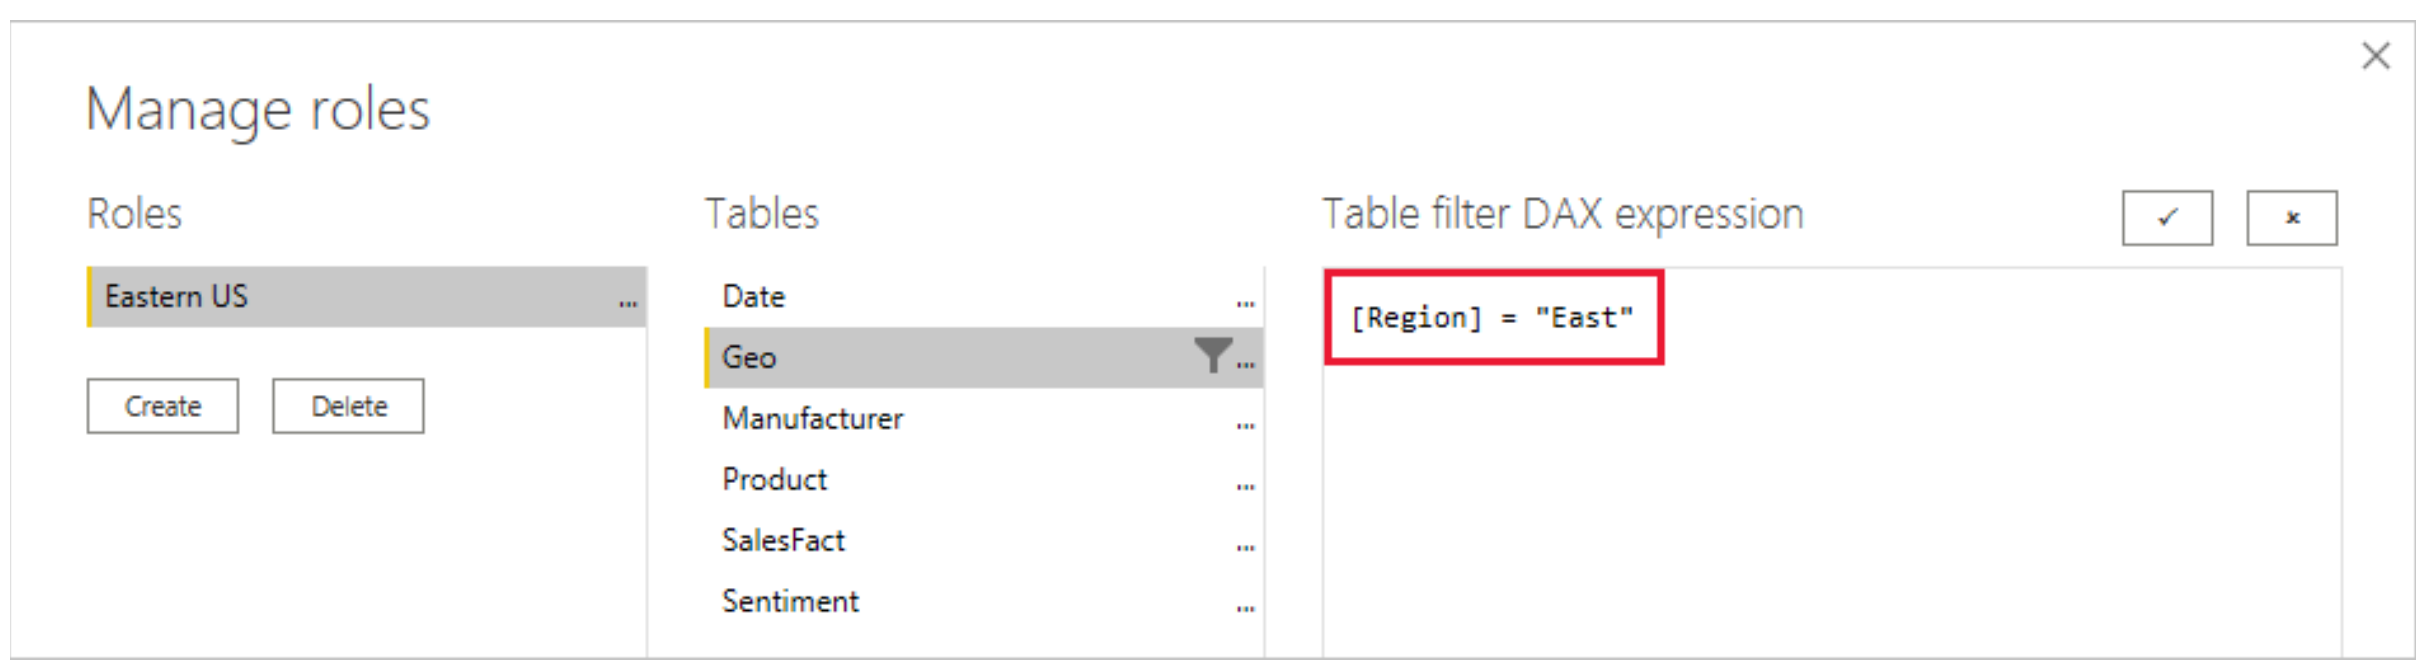 Manage roles
Roles
Tables
Table filter DAX expression
Eastern US ...
Date ...
[Region] = "East"
Geo ...
Create
Delete
Manufacturer ...
Product ...
SalesFact ...
Sentiment ...